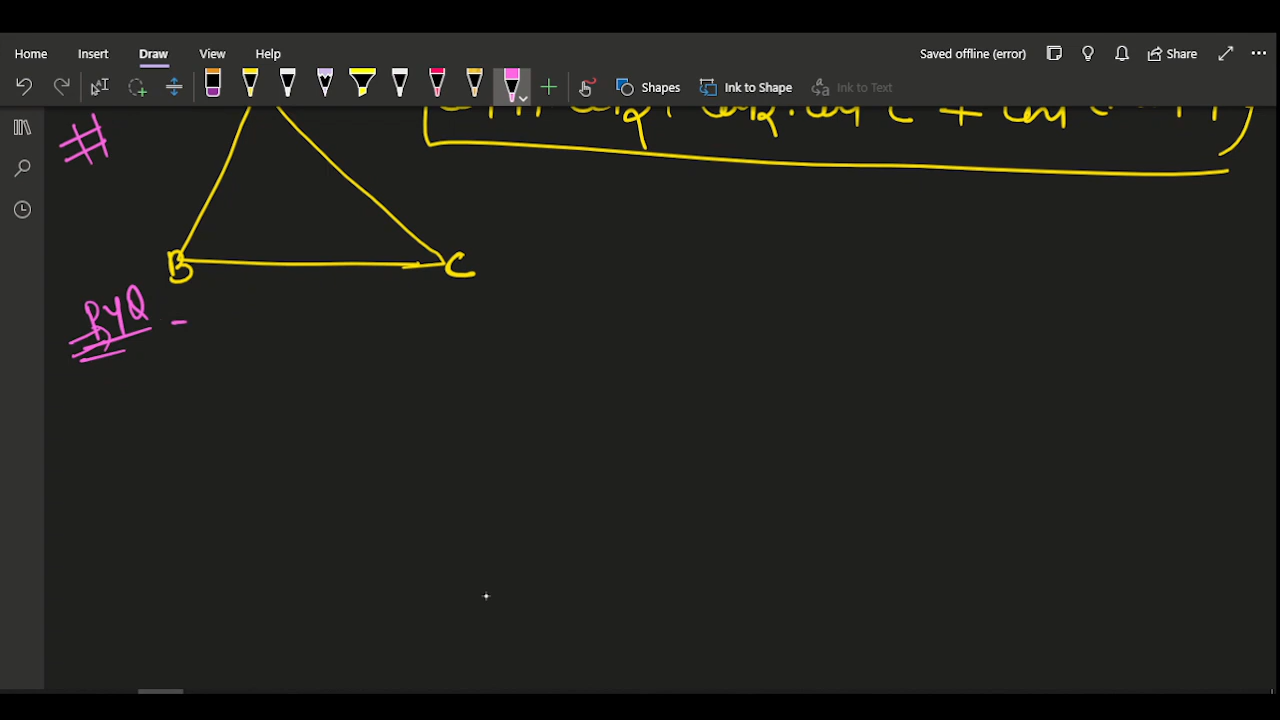 Home Insert Draw View Help Saved offline (error) Share
Shapes Ink to Shape Ink to Text
#
B C
PYQ -